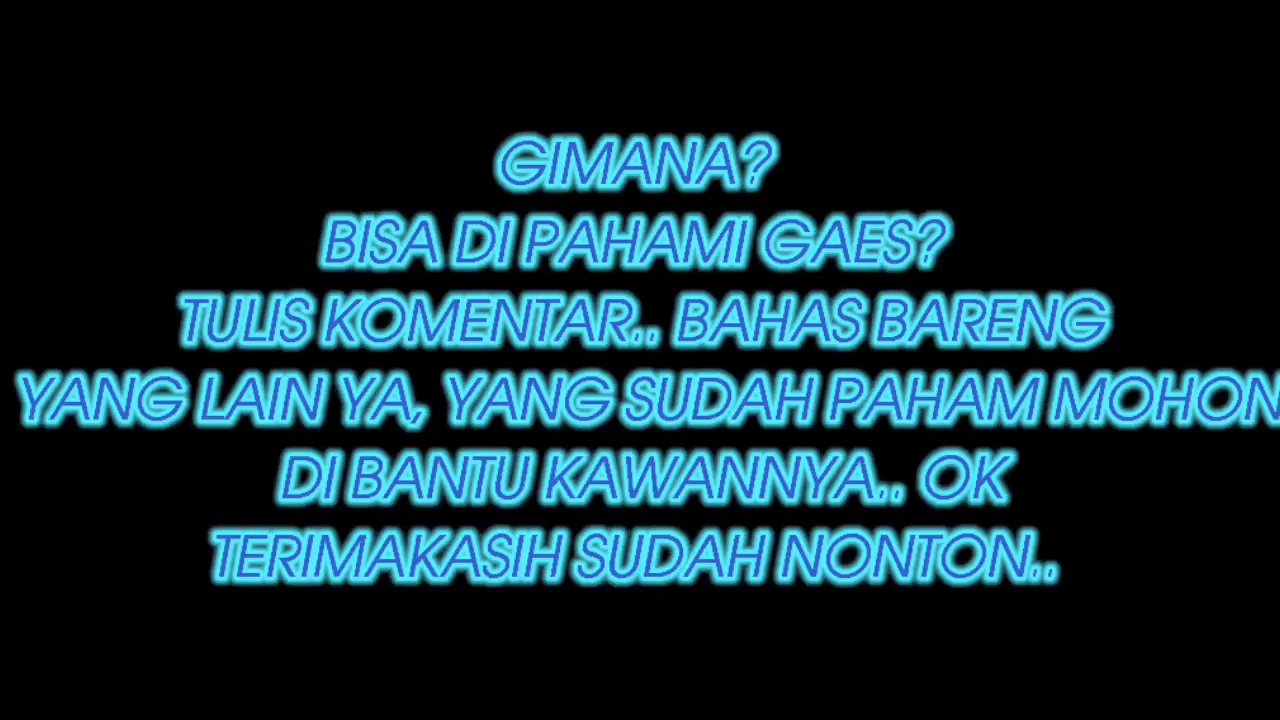 GIMANA?
BISA DI PAHAMI GAES?
TULIS KOMENTAR.. BAHAS BARENG
YANG LAIN YA, YANG SUDAH PAHAM MOHON
DI BANTU KAWANNYA.. OK
TERIMAKASIH SUDAH NONTON..